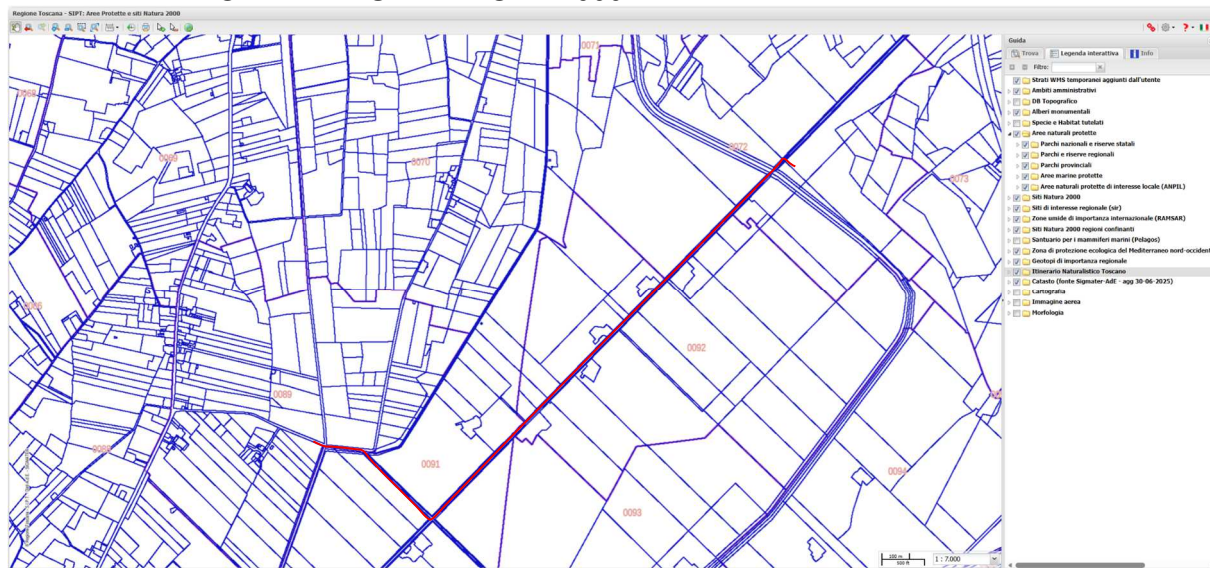 Regione Toscana - SIPT: Aree Protette e siti Natura 2000
Guida
Trova
Legenda interattiva
Info
Filtro:
Strati WMS temporanei aggiunti dall'utente
Ambiti amministrativi
DB Topografico
Alberi monumentali
Specie e Habitat tutelati
Aree naturali protette
Parchi nazionali e riserve statali
Parchi e riserve regionali
Parchi provinciali
Aree marine protette
Aree naturali protette di interesse locale (ANPIL)
Siti Natura 2000
Siti di interesse regionale (sir)
Zone umide di importanza internazionale (RAMSAR)
Siti Natura 2000 regioni confinanti
Santuario per i mammiferi marini (Pelagos)
Zona di protezione ecologica del Mediterraneo nord-occident
Geotopi di importanza regionale
Itinerario Naturalistico Toscano
Catasto (fonte Sigmater-AdE - agg 30-06-2025)
Cartografia
Immagine aerea
Morfologia
0071
0068
0072
0069
0070
0073
0092
0089
0091
0094
0093
200 m
500 ft
1 : 7.000